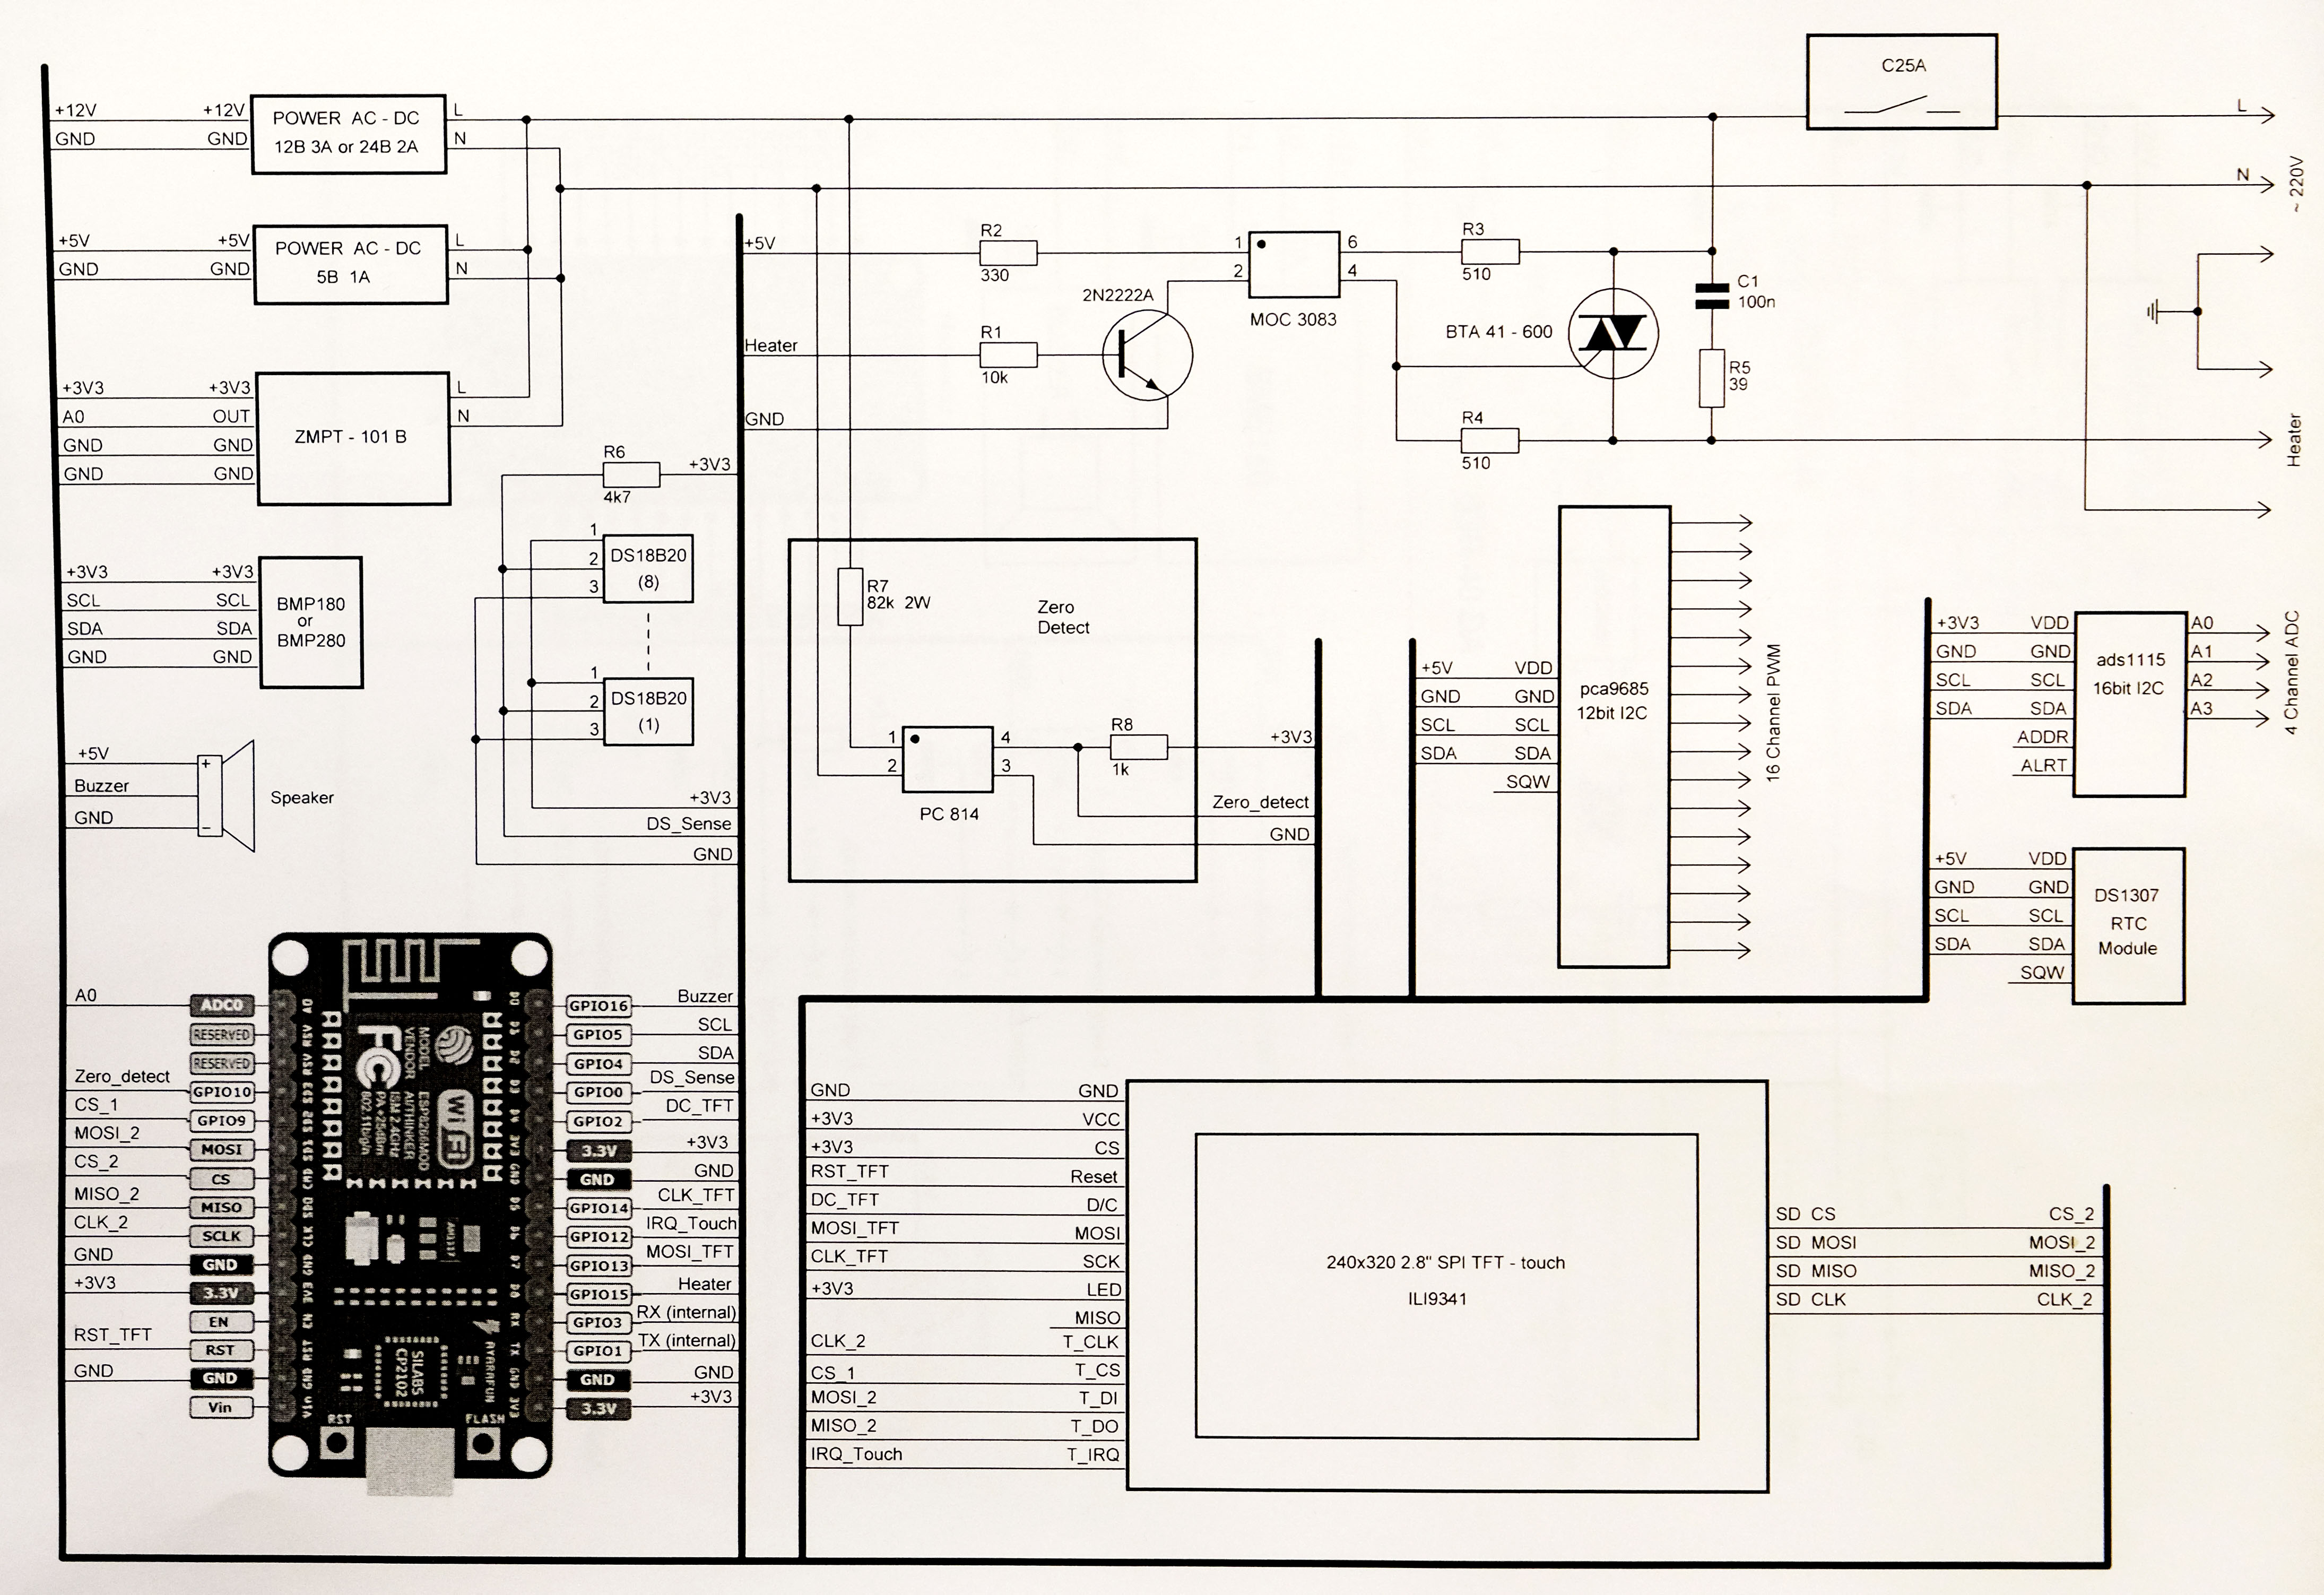 C25A
L
N
~ 220V
Heater
+12V
+12V
GND
GND
POWER AC - DC
12B 3A or 24B 2A
L
N
+5V
+5V
GND
GND
POWER AC - DC
5B 1A
L
N
+3V3
+3V3
A0
OUT
GND
GND
GND
GND
ZMPT - 101 B
L
N
+3V3
+3V3
SCL
SCL
SDA
SDA
GND
GND
BMP180
or
BMP280
+5V
Buzzer
GND
+
-
Speaker
R6
4k7
+3V3
1
2
3
DS18B20
(8)
1
2
3
DS18B20
(1)
+3V3
DS_Sense
GND
+5V
R2
330
Heater
R1
10k
GND
2N2222A
1
2
6
4
MOC 3083
R3
510
BTA 41 - 600
C1
100n
R5
39
R4
510
R7
82k 2W
Zero
Detect
1
2
4
3
PC 814
R8
1k
+3V3
Zero_detect
GND
+5V
VDD
GND
GND
SCL
SCL
SDA
SDA
SQW
pca9685
12bit I2C
16 Channel PWM
+3V3
VDD
GND
GND
SCL
SCL
SDA
SDA
ADDR
ALRT
ads1115
16bit I2C
A0
A1
A2
A3
4 Channel ADC
+5V
VDD
GND
GND
SCL
SCL
SDA
SDA
SQW
DS1307
RTC
Module
A0
Zero_detect
CS_1
MOSI_2
CS_2
MISO_2
CLK_2
GND
+3V3
RST_TFT
GND
ADC0
RESERVED
RESERVED
GPIO10
GPIO9
MOSI
CS
MISO
SCLK
GND
3.3V
EN
RST
GND
Vin
MODEL
VENDOR
ESP8266MOD
AI-THINKER
ISM 2.4GHz
PA +25dBm
802.11b/g/n
FC
WiFi
SILABS
CP2102
AYARAFUN
RST
FLASH
GPIO16
GPIO5
GPIO4
GPIO0
GPIO2
3.3V
GND
GPIO14
GPIO12
GPIO13
GPIO15
GPIO3
GPIO1
GND
3.3V
Buzzer
SCL
SDA
DS_Sense
DC_TFT
+3V3
GND
CLK_TFT
IRQ_Touch
MOSI_TFT
Heater
RX (internal)
TX (internal)
GND
+3V3
GND
GND
+3V3
VCC
+3V3
CS
RST_TFT
Reset
DC_TFT
D/C
MOSI_TFT
MOSI
CLK_TFT
SCK
+3V3
LED
MISO
CLK_2
T_CLK
CS_1
T_CS
MOSI_2
T_DI
MISO_2
T_DO
IRQ_Touch
T_IRQ
240x320 2.8" SPI TFT - touch
ILI9341
SD CS
CS_2
SD MOSI
MOSI_2
SD MISO
MISO_2
SD CLK
CLK_2